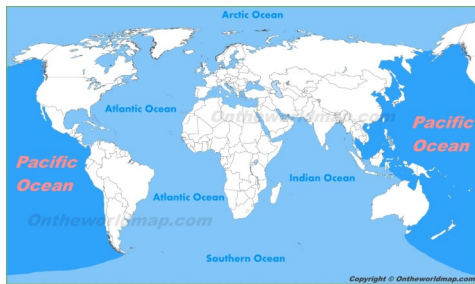 Arctic Ocean
Atlantic Ocean
Ontheworldmap.com
Pacific
Ocean
Pacific
Ocean
Indian Ocean
Atlantic Ocean
Ontheworldmap.com
Southern Ocean
Copyright © Ontheworldmap.com